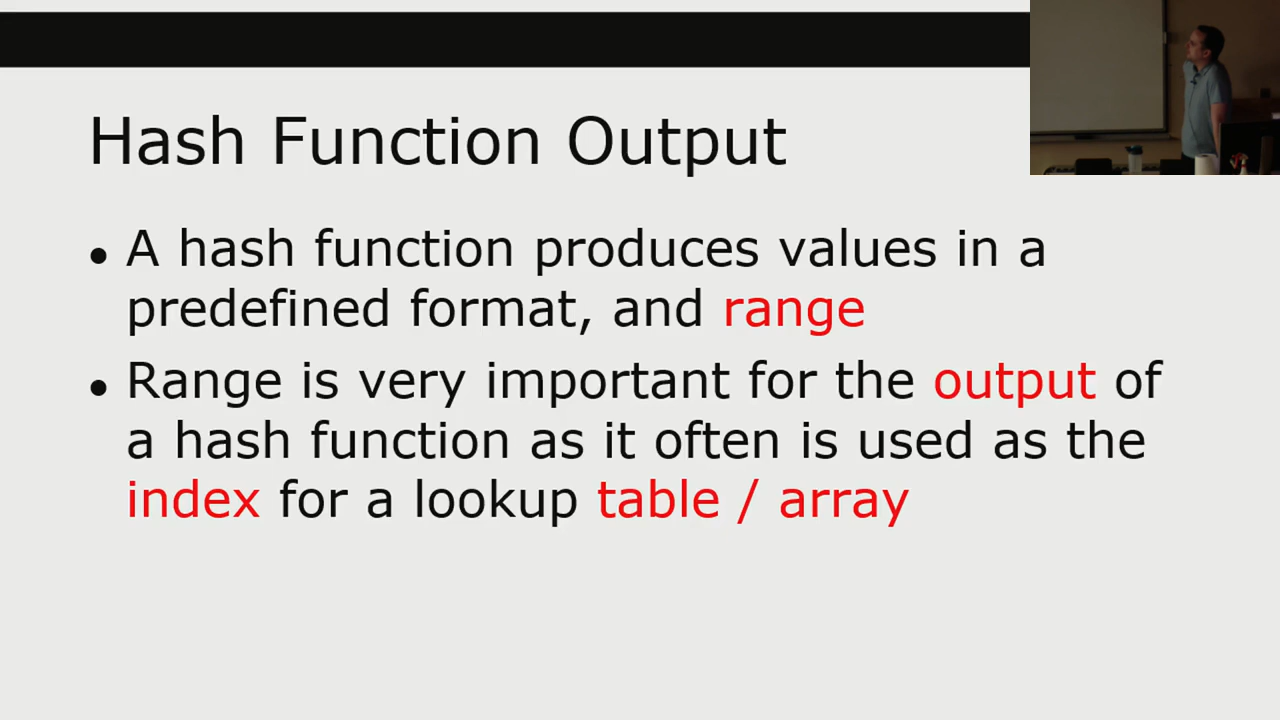 Hash Function Output
• A hash function produces values in a
predefined format, and range
• Range is very important for the output of
a hash function as it often is used as the
index for a lookup table / array